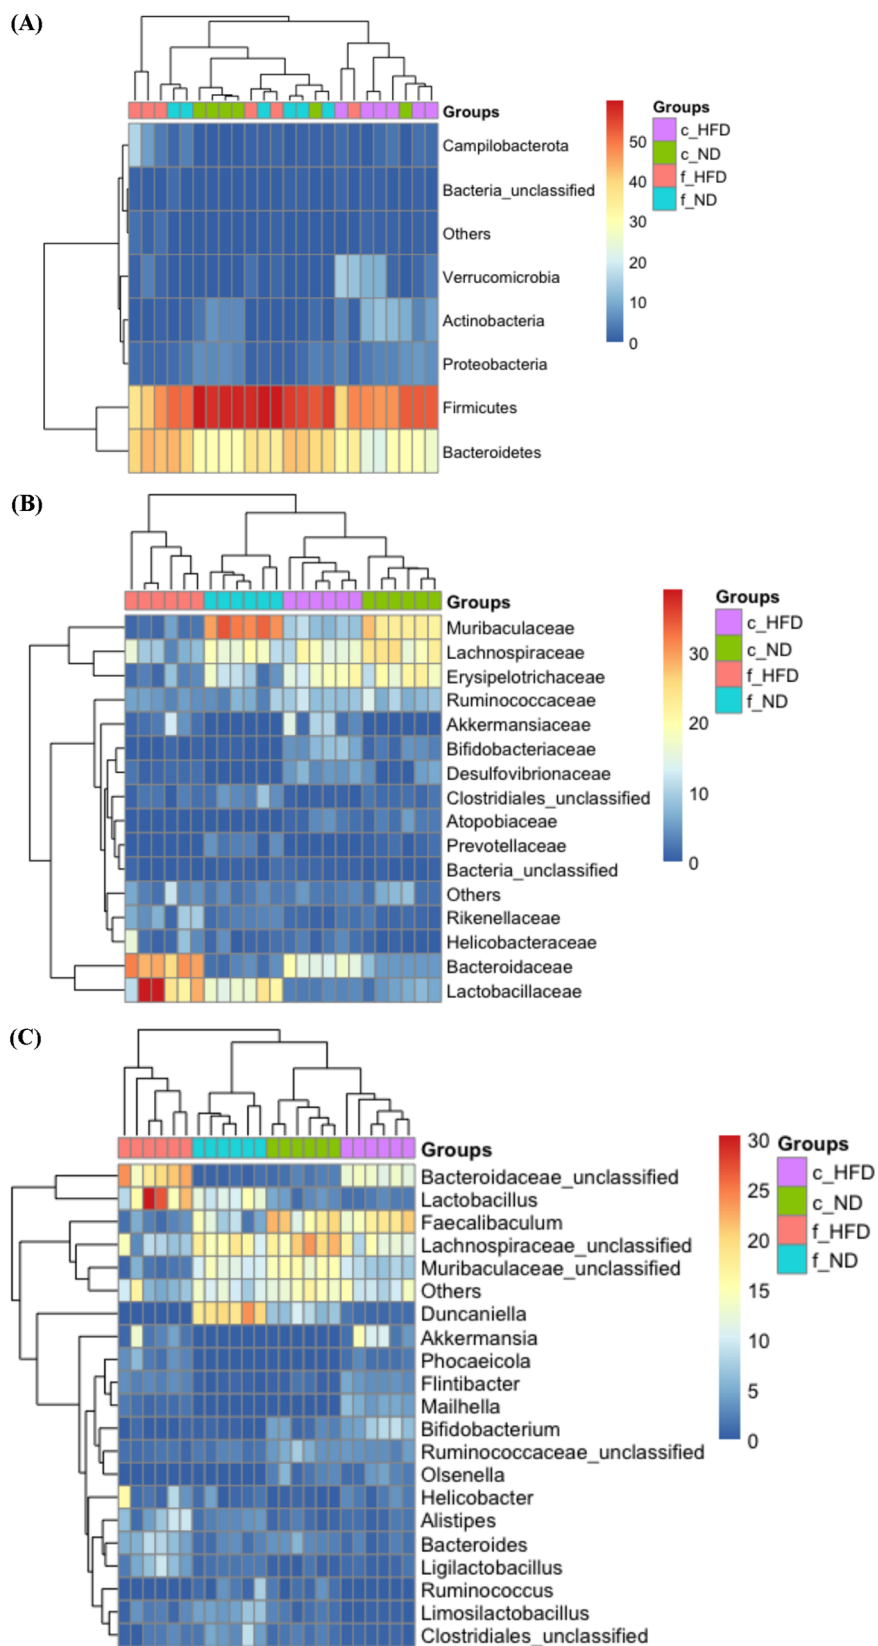 (A)
Groups
Campilobacterota
Bacteria_unclassified
Others
Verrucomicrobia
Actinobacteria
Proteobacteria
Firmicutes
Bacteroidetes
50
40
30
20
10
0
Groups
c_HFD
c_ND
f_HFD
f_ND
(B)
Groups
Muribaculaceae
Lachnospiraceae
Erysipelotrichaceae
Ruminococcaceae
Akkermansiaceae
Bifidobacteriaceae
Desulfovibrionaceae
Clostridiales_unclassified
Atopobiaceae
Prevotellaceae
Bacteria_unclassified
Others
Rikenellaceae
Helicobacteraceae
Bacteroidaceae
Lactobacillaceae
30
20
10
0
Groups
c_HFD
c_ND
f_HFD
f_ND
(C)
Groups
Bacteroidaceae_unclassified
Lactobacillus
Faecalibaculum
Lachnospiraceae_unclassified
Muribaculaceae_unclassified
Others
Duncaniella
Akkermansia
Phocaeicola
Flintibacter
Mailhella
Bifidobacterium
Ruminococcaceae_unclassified
Olsenella
Helicobacter
Alistipes
Bacteroides
Ligilactobacillus
Ruminococcus
Limosilactobacillus
Clostridiales_unclassified
30
25
20
15
10
5
0
Groups
c_HFD
c_ND
f_HFD
f_ND